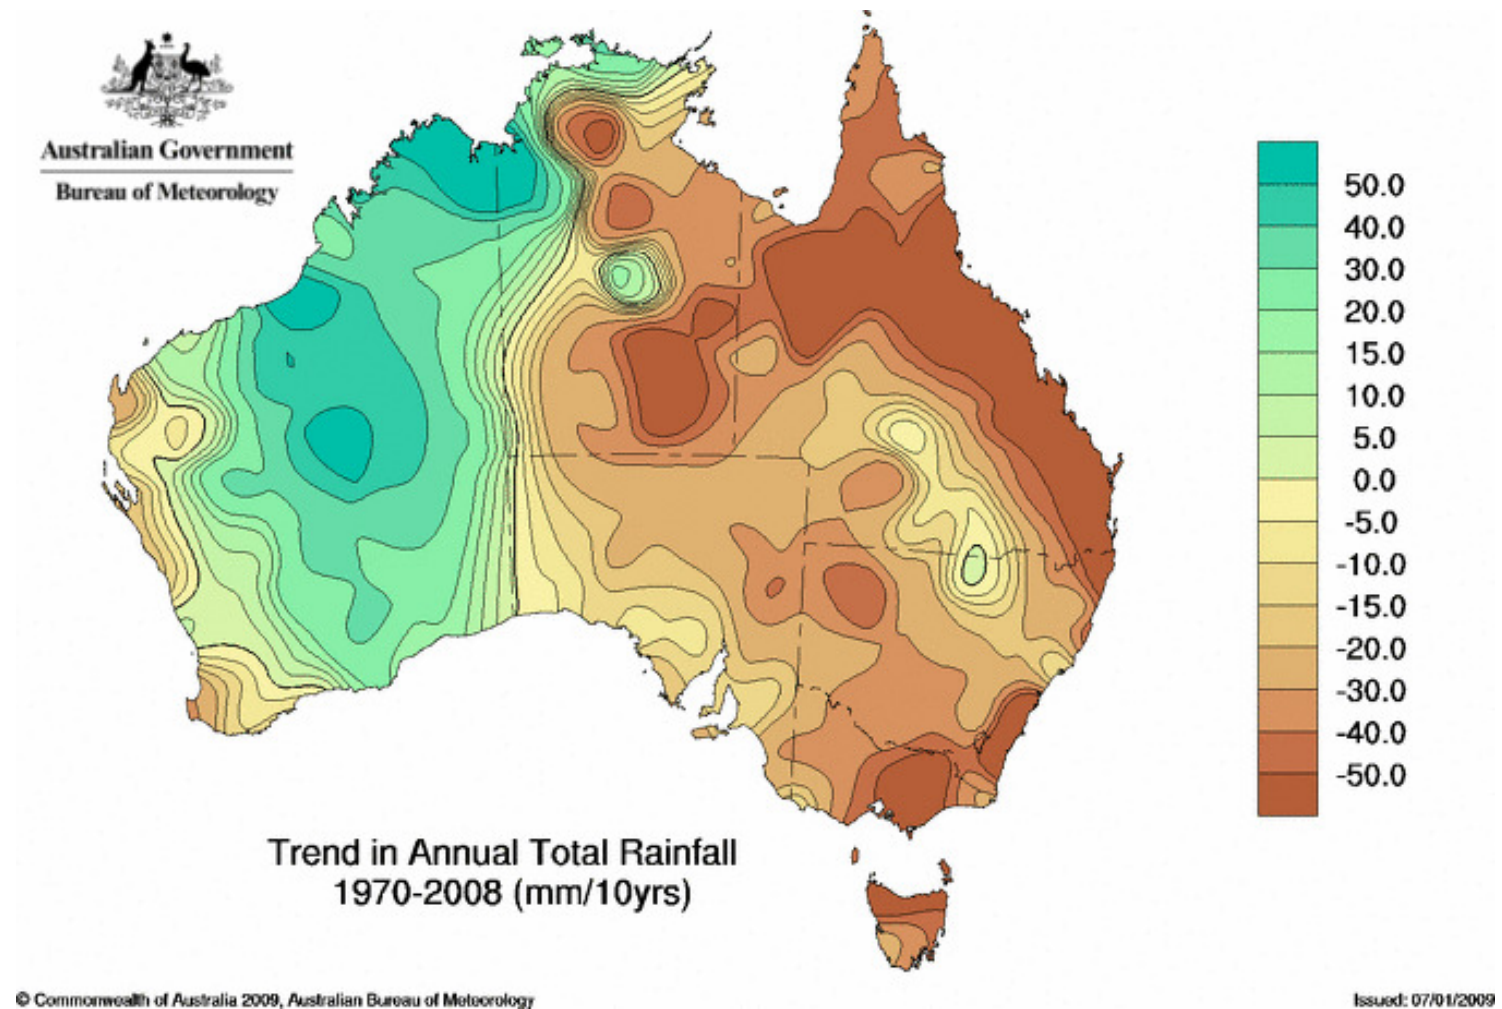 Australian Government
Bureau of Meteorology
50.0
40.0
30.0
20.0
15.0
10.0
5.0
0.0
-5.0
-10.0
-15.0
-20.0
-30.0
-40.0
-50.0
Trend in Annual Total Rainfall
1970-2008 (mm/10yrs)
© Commonwealth of Australia 2009, Australian Bureau of Meteorology
Issued: 07/01/2009